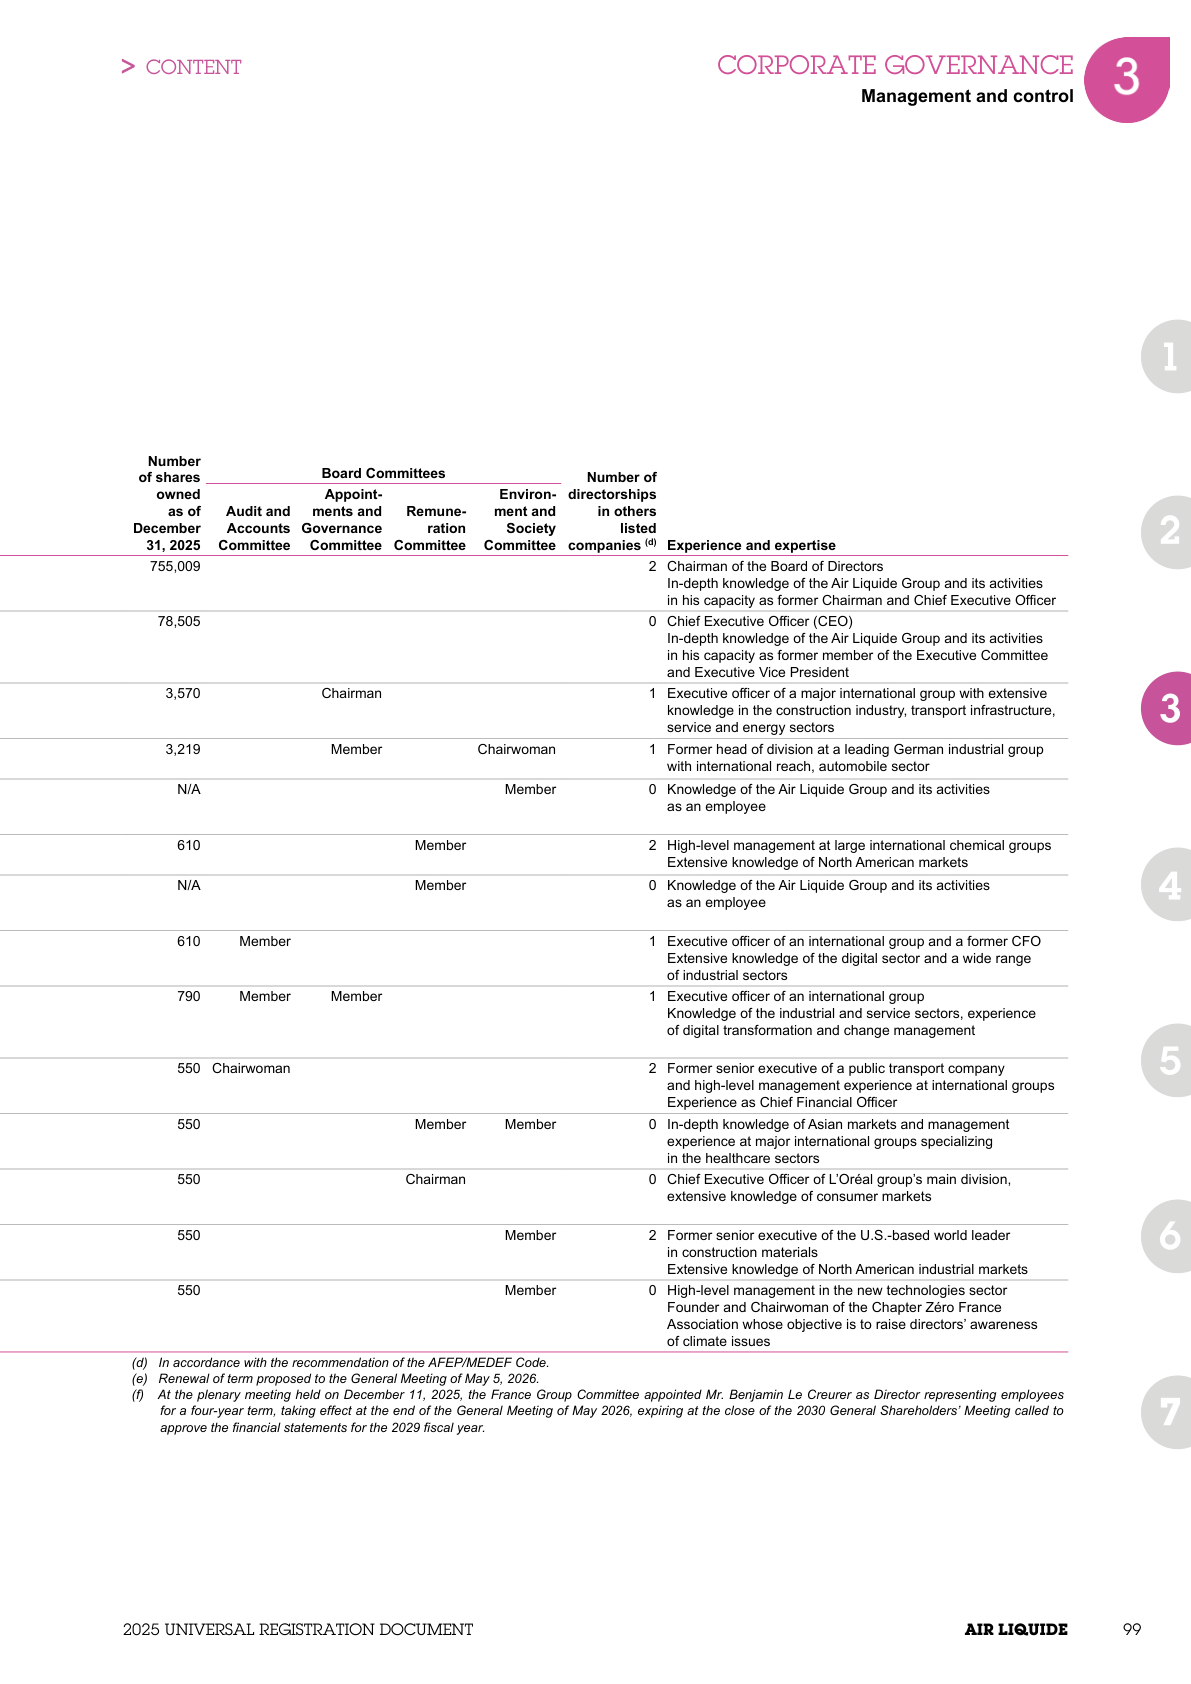 > CONTENT
CORPORATE GOVERNANCE
Management and control
3
1
2
3
4
5
6
7
Number
of shares
owned
as of
December
31, 2025
Board Committees
Audit and
Accounts
Committee
Appoint-
ments and
Governance
Committee
Remune-
ration
Committee
Environ-
ment and
Society
Committee
Number of
directorships
in others
listed
companies (d)
Experience and expertise
755,009 2 Chairman of the Board of Directors
In-depth knowledge of the Air Liquide Group and its activities
in his capacity as former Chairman and Chief Executive Officer
78,505 0 Chief Executive Officer (CEO)
In-depth knowledge of the Air Liquide Group and its activities
in his capacity as former member of the Executive Committee
and Executive Vice President
3,570 Chairman 1 Executive officer of a major international group with extensive
knowledge in the construction industry, transport infrastructure,
service and energy sectors
3,219 Member Chairwoman 1 Former head of division at a leading German industrial group
with international reach, automobile sector
N/A Member 0 Knowledge of the Air Liquide Group and its activities
as an employee
610 Member 2 High-level management at large international chemical groups
Extensive knowledge of North American markets
N/A Member 0 Knowledge of the Air Liquide Group and its activities
as an employee
610 Member 1 Executive officer of an international group and a former CFO
Extensive knowledge of the digital sector and a wide range
of industrial sectors
790 Member Member 1 Executive officer of an international group
Knowledge of the industrial and service sectors, experience
of digital transformation and change management
550 Chairwoman 2 Former senior executive of a public transport company
and high-level management experience at international groups
Experience as Chief Financial Officer
550 Member Member 0 In-depth knowledge of Asian markets and management
experience at major international groups specializing
in the healthcare sectors
550 Chairman 0 Chief Executive Officer of L'Oréal group's main division,
extensive knowledge of consumer markets
550 Member 2 Former senior executive of the U.S.-based world leader
in construction materials
Extensive knowledge of North American industrial markets
550 Member 0 High-level management in the new technologies sector
Founder and Chairwoman of the Chapter Zéro France
Association whose objective is to raise directors' awareness
of climate issues
(d) In accordance with the recommendation of the AFEP/MEDEF Code.
(e) Renewal of term proposed to the General Meeting of May 5, 2026.
(f) At the plenary meeting held on December 11, 2025, the France Group Committee appointed Mr. Benjamin Le Creurer as Director representing employees
for a four-year term, taking effect at the end of the General Meeting of May 2026, expiring at the close of the 2030 General Shareholders' Meeting called to
approve the financial statements for the 2029 fiscal year.
2025 UNIVERSAL REGISTRATION DOCUMENT
AIR LIQUIDE 99